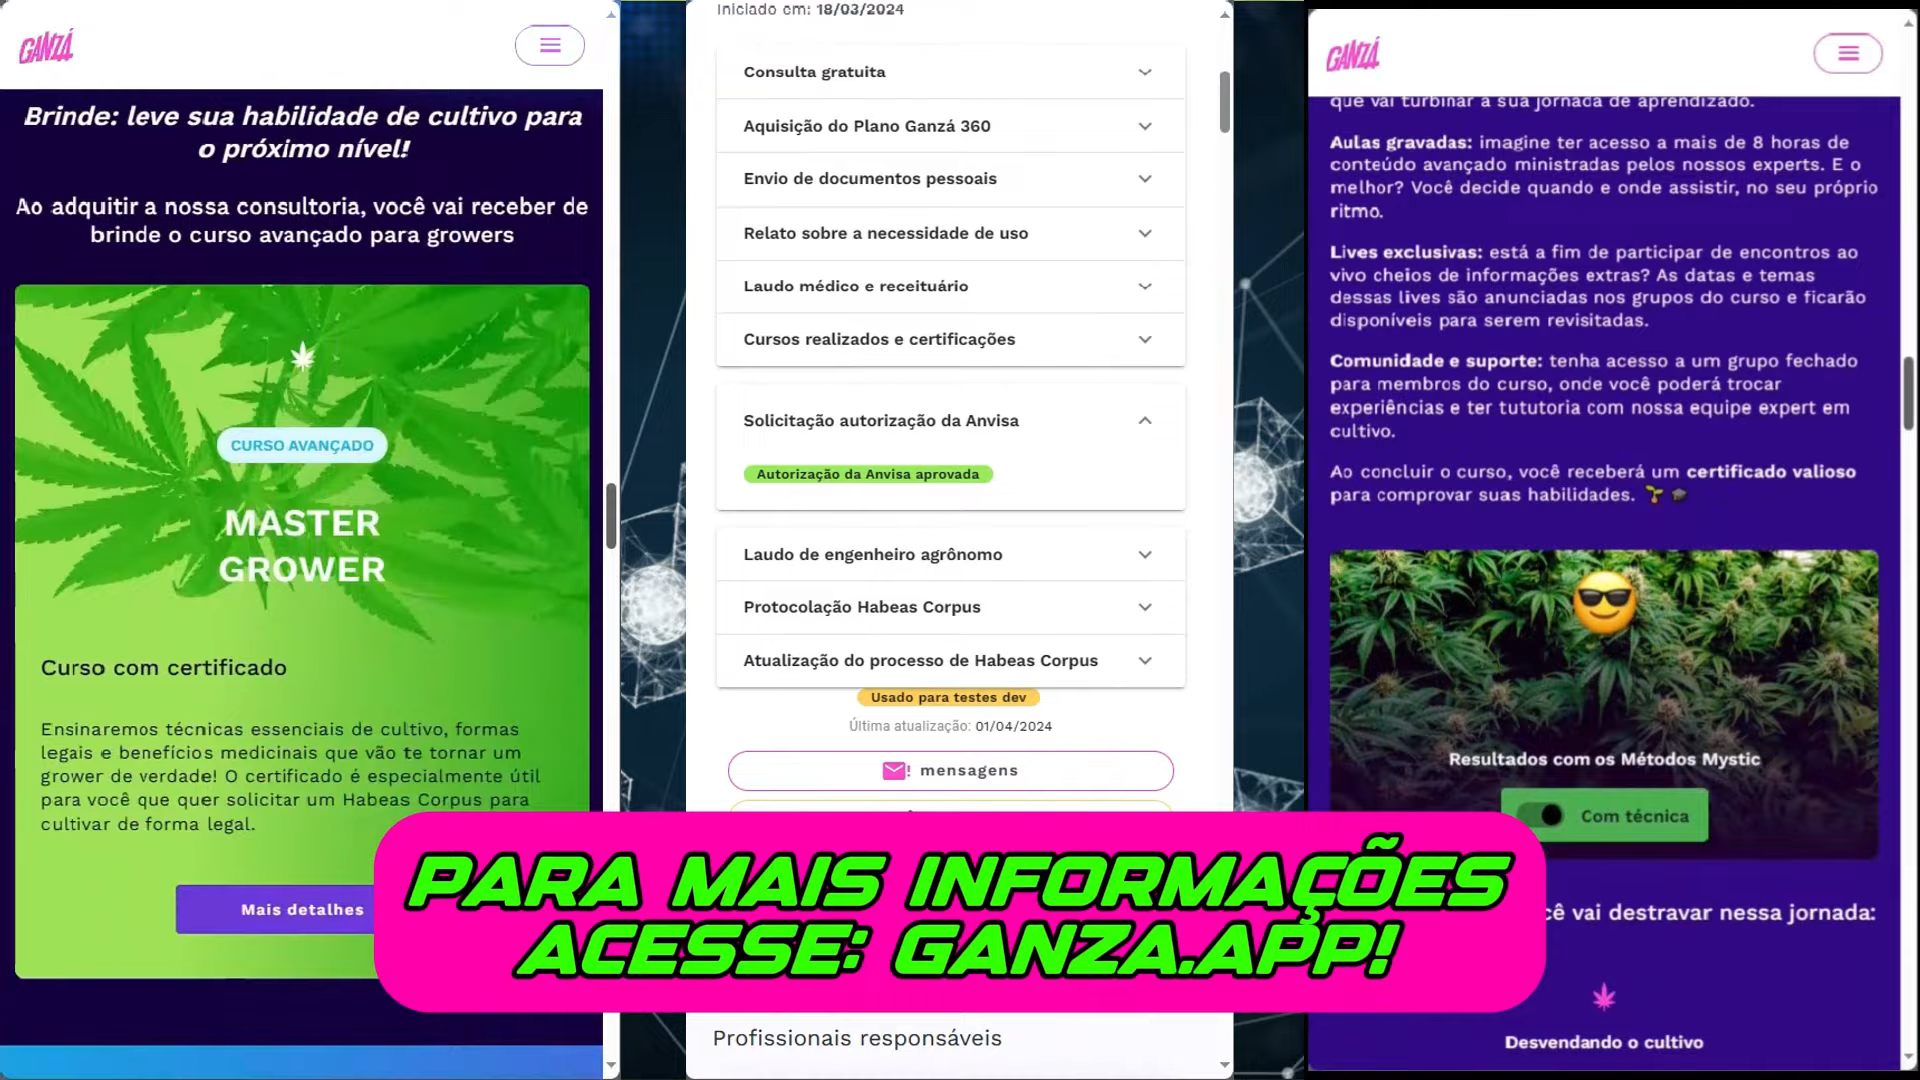 GANZÁ
Brinde: leve sua habilidade de cultivo para
o próximo nível!
Ao adquitir a nossa consultoria, você vai receber de
brinde o curso avançado para growers
CURSO AVANÇADO
MASTER
GROWER
Curso com certificado
Ensinaremos técnicas essenciais de cultivo, formas
legais e benefícios medicinais que vão te tornar um
grower de verdade! O certificado é especialmente útil
para você que quer solicitar um Habeas Corpus para
cultivar de forma legal.
Mais detalhes
Iniciado em: 18/03/2024
Consulta gratuita
Aquisição do Plano Ganzá 360
Envio de documentos pessoais
Relato sobre a necessidade de uso
Laudo médico e receituário
Cursos realizados e certificações
Solicitação autorização da Anvisa
Autorização da Anvisa aprovada
Laudo de engenheiro agrônomo
Protocolação Habeas Corpus
Atualização do processo de Habeas Corpus
Usado para testes dev
Última atualização: 01/04/2024
! mensagens
Profissionais responsáveis
GANZÁ
que vai turbinar a sua jornada de aprendizado.
Aulas gravadas: imagine ter acesso a mais de 8 horas de
conteúdo avançado ministradas pelos nossos experts. E o
melhor? Você decide quando e onde assistir, no seu próprio
ritmo.
Lives exclusivas: está a fim de participar de encontros ao
vivo cheios de informações extras? As datas e temas
dessas lives são anunciadas nos grupos do curso e ficarão
disponíveis para serem revisitadas.
Comunidade e suporte: tenha acesso a um grupo fechado
para membros do curso, onde você poderá trocar
experiências e ter tututoria com nossa equipe expert em
cultivo.
Ao concluir o curso, você receberá um certificado valioso
para comprovar suas habilidades.
Resultados com os Métodos Mystic
Com técnica
cê vai destravar nessa jornada:
Desvendando o cultivo
PARA MAIS INFORMAÇÕES
ACESSE: GANZA.APP!